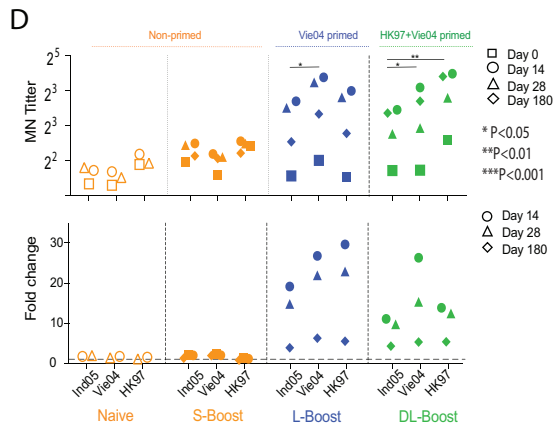 D
Non-primed
Vie04 primed
HK97+Vie04 primed
MN Titter
2^5
2^3
2^3
2^2
*
*
**
Day 0
Day 14
Day 28
Day 180
* P<0.05
**P<0.01
***P<0.001
Fold change
30
20
10
0
Day 14
Day 28
Day 180
Ind05 Vie04 HK97 Ind05 Vie04 HK97 Ind05 Vie04 HK97 Ind05 Vie04 HK97
Naive S-Boost L-Boost DL-Boost